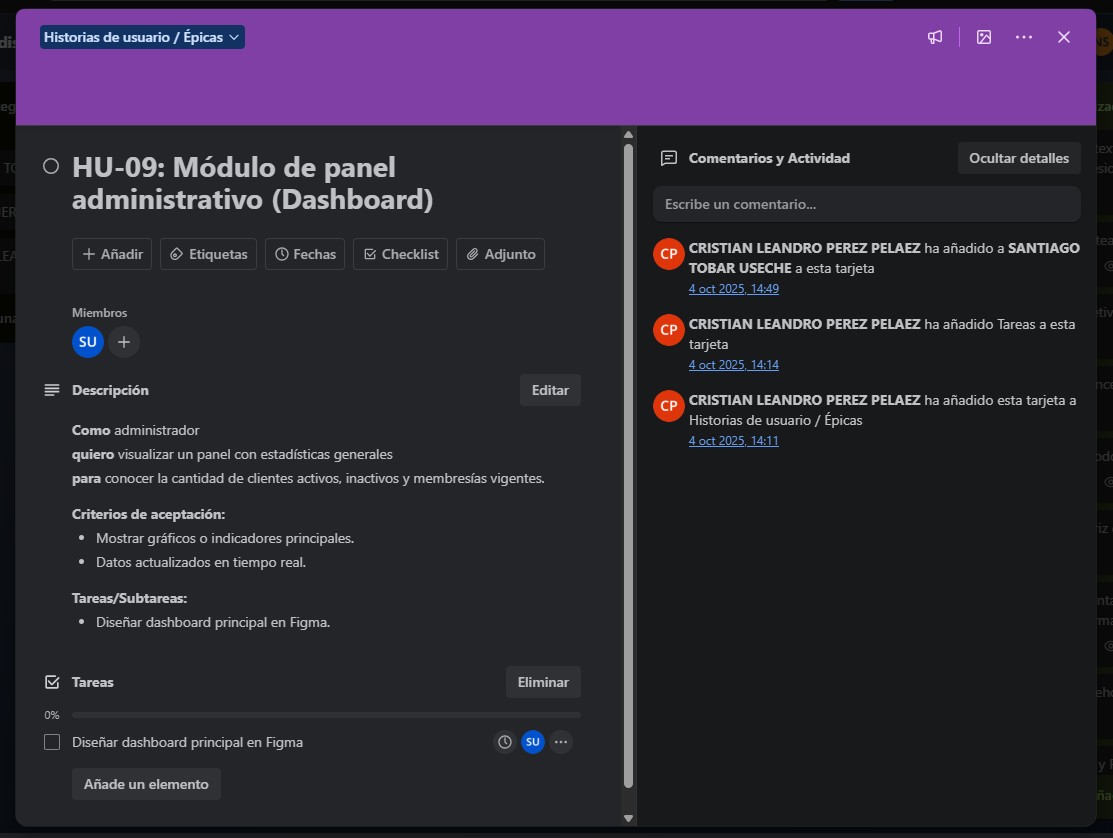 Historias de usuario / Épicas
HU-09: Módulo de panel
administrativo (Dashboard)
Añadir
Etiquetas
Fechas
Checklist
Adjunto
Miembros
SU
Descripción
Editar
Como administrador
quiero visualizar un panel con estadísticas generales
para conocer la cantidad de clientes activos, inactivos y membresías vigentes.
Criterios de aceptación:
• Mostrar gráficos o indicadores principales.
• Datos actualizados en tiempo real.
Tareas/Subtareas:
• Diseñar dashboard principal en Figma.
Tareas
Eliminar
0%
Diseñar dashboard principal en Figma
SU
Añade un elemento
Comentarios y Actividad
Ocultar detalles
Escribe un comentario...
CP
CRISTIAN LEANDRO PEREZ PELAEZ ha añadido a SANTIAGO
TOBAR USECHE a esta tarjeta
4 oct 2025, 14:49
CP
CRISTIAN LEANDRO PEREZ PELAEZ ha añadido Tareas a esta
tarjeta
4 oct 2025, 14:14
CP
CRISTIAN LEANDRO PEREZ PELAEZ ha añadido esta tarjeta a
Historias de usuario / Épicas
4 oct 2025, 14:11